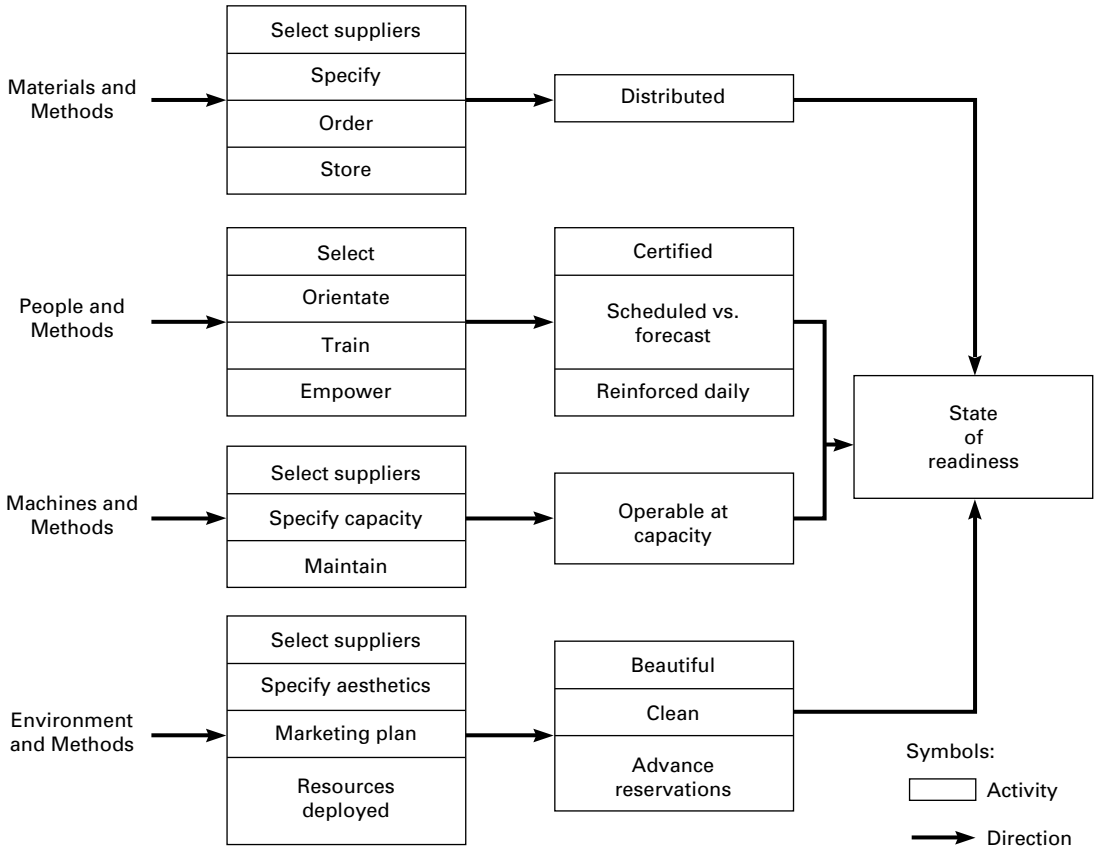 Materials and
Methods
Select suppliers
Specify
Order
Store
Distributed
People and
Methods
Select
Orientate
Train
Empower
Certified
Scheduled vs.
forecast
Reinforced daily
State
of
readiness
Machines and
Methods
Select suppliers
Specify capacity
Maintain
Operable at
capacity
Environment
and Methods
Select suppliers
Specify aesthetics
Marketing plan
Resources
deployed
Beautiful
Clean
Advance
reservations
Symbols:
Activity
Direction